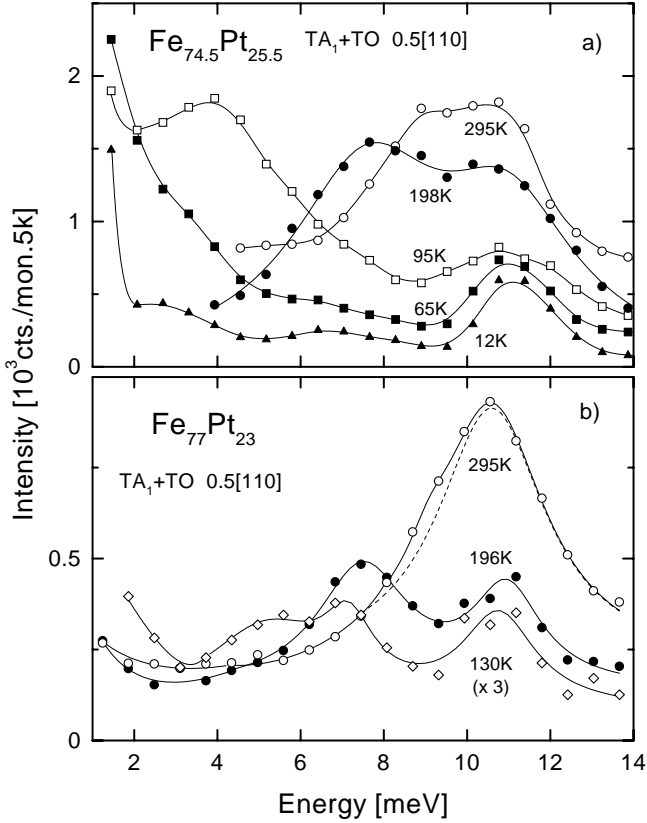 Fe74.5Pt25.5 TA1+TO 0.5[110] a)
2
295K
198K
1
95K
65K
12K
0
Intensity [10³cts./mon.5k]
b)
Fe77Pt23
TA1+TO 0.5[110]
295K
0.5
196K
130K
(x 3)
0
2 4 6 8 10 12 14
Energy [meV]